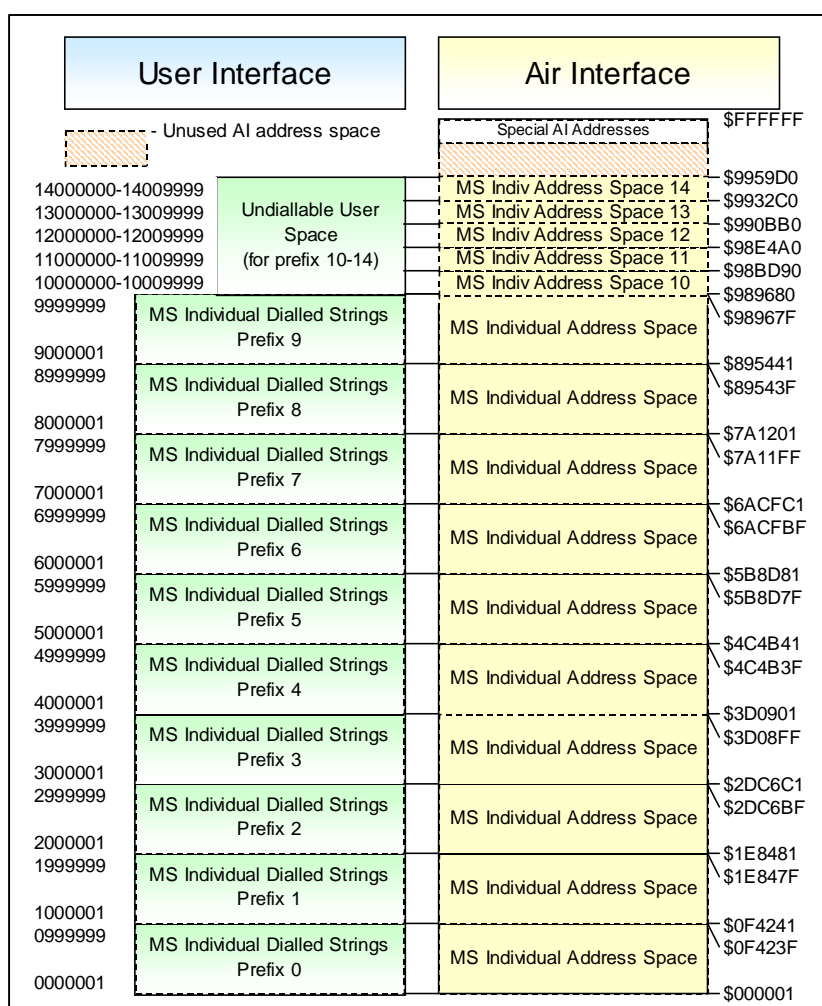 User Interface
Air Interface
- Unused AI address space
Special AI Addresses
$FFFFFF
14000000-14009999
13000000-13009999
12000000-12009999
11000000-11009999
10000000-10009999
Undiallable User
Space
(for prefix 10-14)
MS Indiv Address Space 14
MS Indiv Address Space 13
MS Indiv Address Space 12
MS Indiv Address Space 11
MS Indiv Address Space 10
$9959D0
$9932C0
$990BB0
$98E4A0
$98BD90
$989680
9999999
MS Individual Dialled Strings
Prefix 9
9000001
MS Individual Address Space
$98967F
$895441
8999999
MS Individual Dialled Strings
Prefix 8
8000001
MS Individual Address Space
$89543F
$7A1201
7999999
MS Individual Dialled Strings
Prefix 7
7000001
MS Individual Address Space
$7A11FF
$6ACFC1
6999999
MS Individual Dialled Strings
Prefix 6
6000001
MS Individual Address Space
$6ACFBF
$5B8D81
5999999
MS Individual Dialled Strings
Prefix 5
5000001
MS Individual Address Space
$5B8D7F
$4C4B41
4999999
MS Individual Dialled Strings
Prefix 4
4000001
MS Individual Address Space
$4C4B3F
$3D0901
3999999
MS Individual Dialled Strings
Prefix 3
3000001
MS Individual Address Space
$3D08FF
$2DC6C1
2999999
MS Individual Dialled Strings
Prefix 2
2000001
MS Individual Address Space
$2DC6BF
$1E8481
1999999
MS Individual Dialled Strings
Prefix 1
1000001
MS Individual Address Space
$1E847F
$0F4241
0999999
MS Individual Dialled Strings
Prefix 0
0000001
MS Individual Address Space
$0F423F
$000001